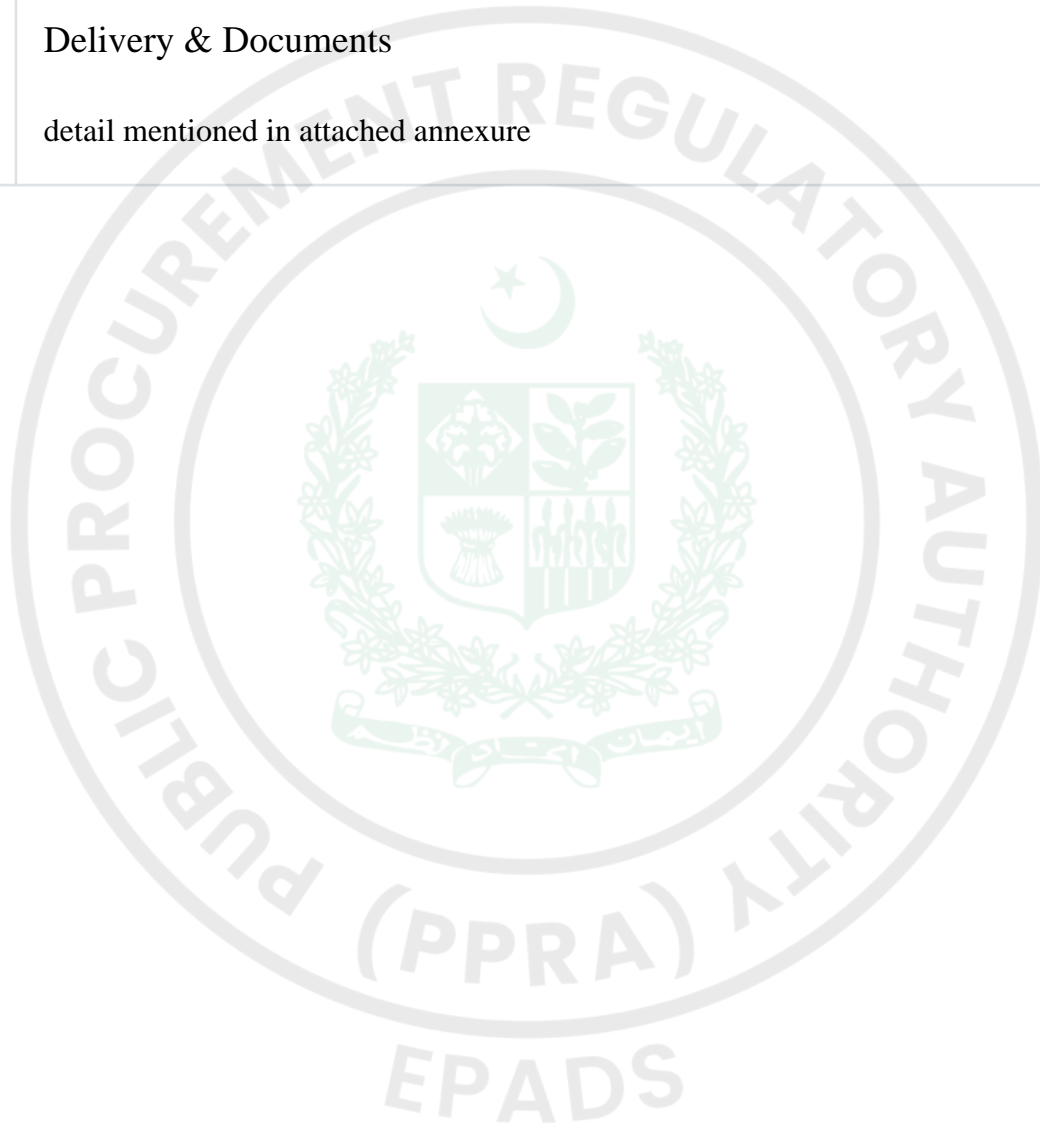 Delivery & Documents
detail mentioned in attached annexure
PUBLIC PROCUREMENT REGULATORY AUTHORITY
(PPRA)
EPADS